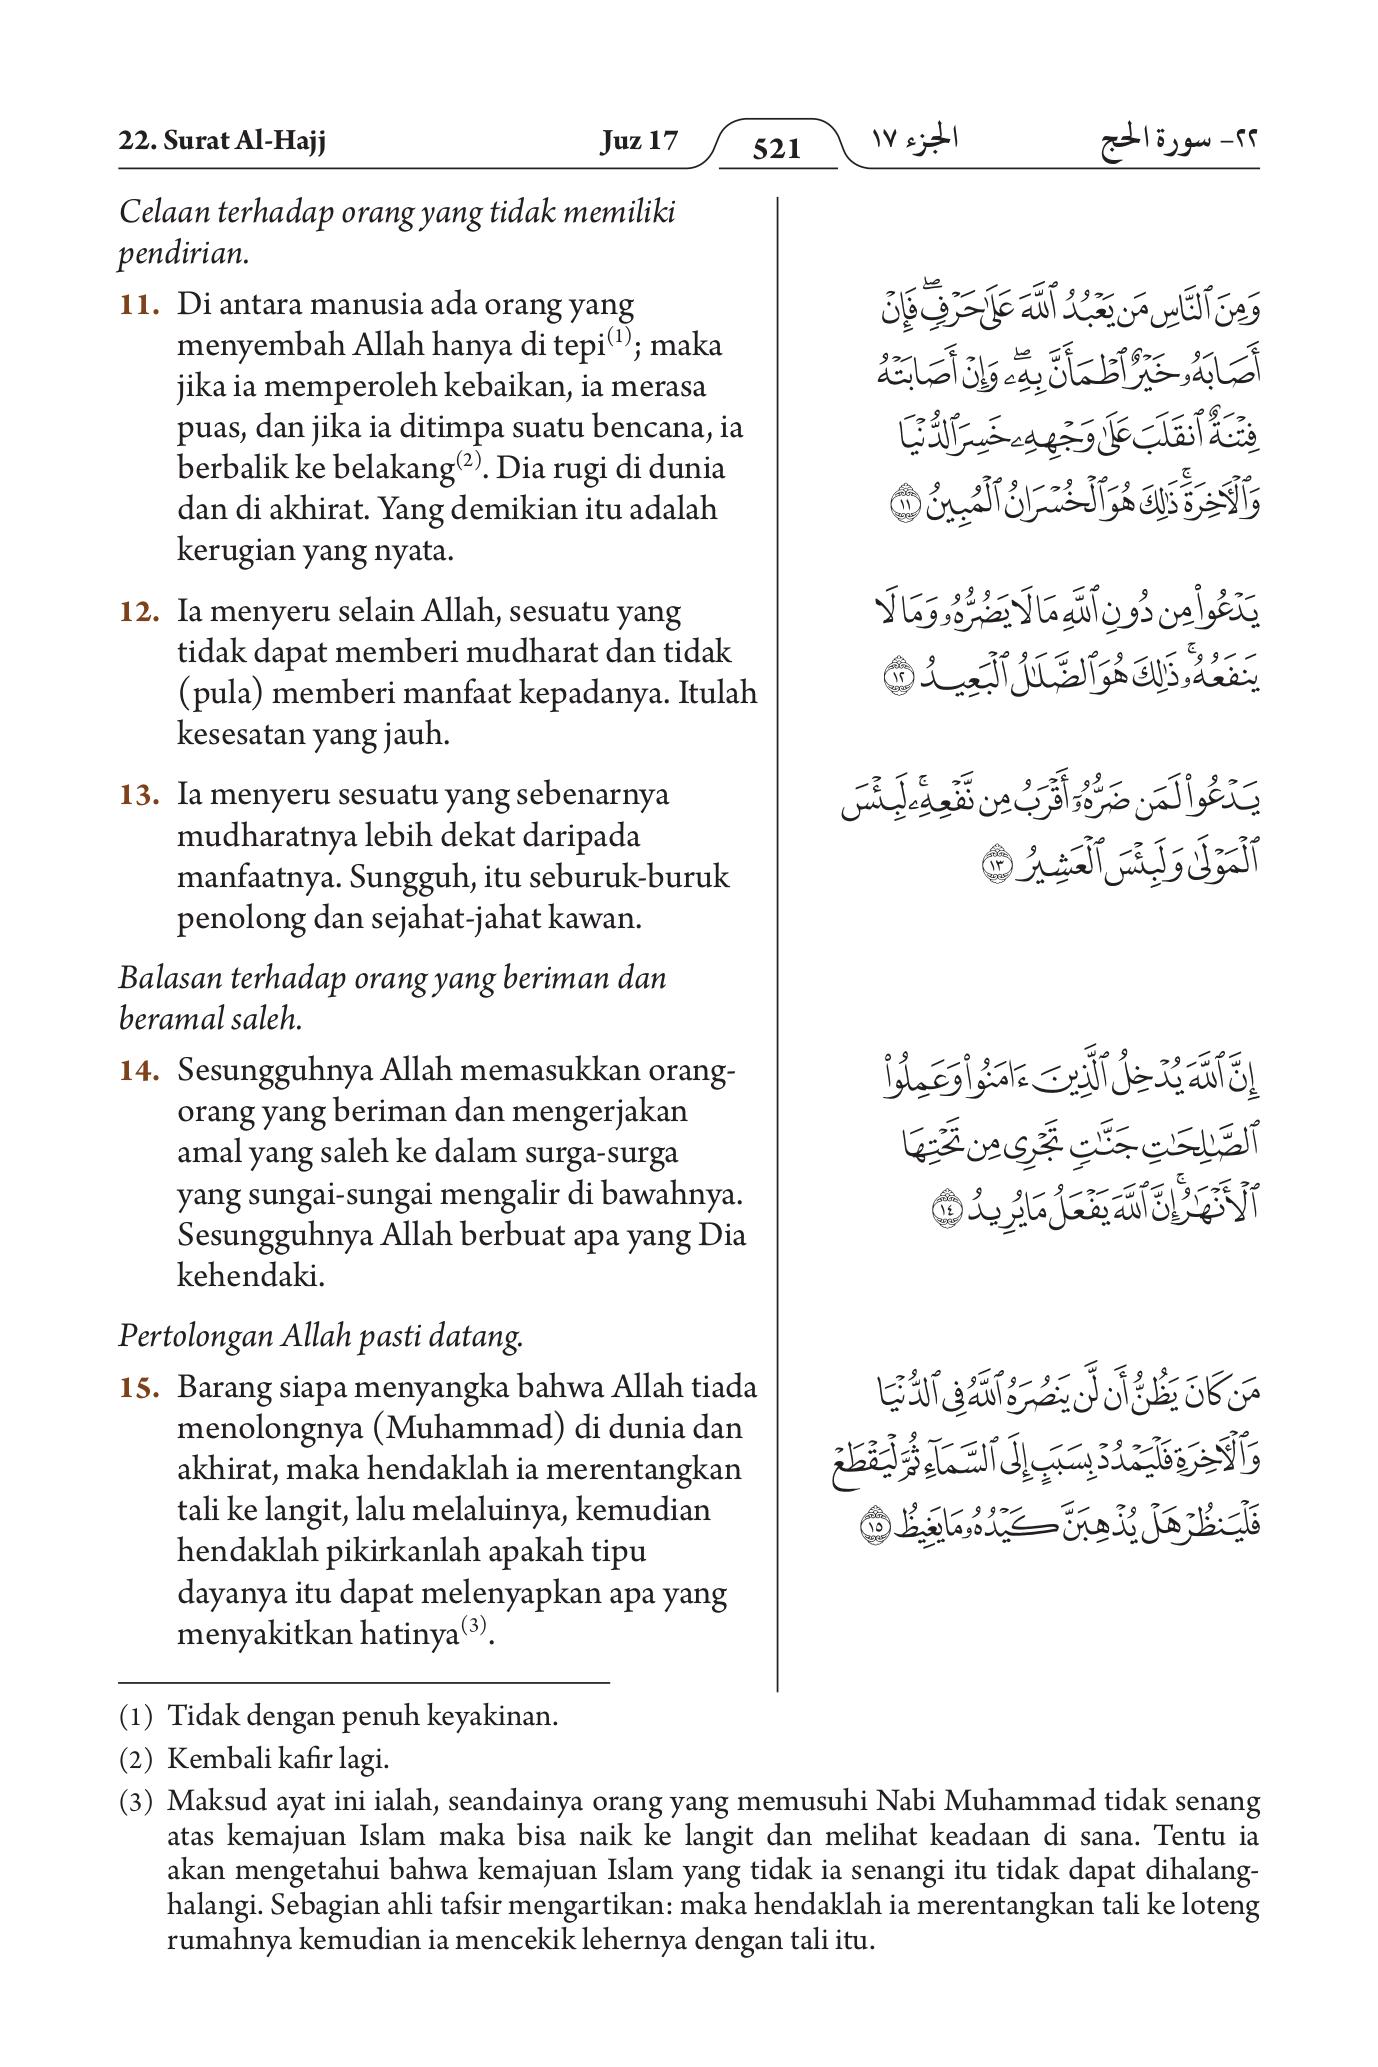 22. Surat Al-Hajj Juz 17 521 الجزء ١٧ ٢٢- سورة الحج
Celaan terhadap orang yang tidak memiliki
pendirian.
11. Di antara manusia ada orang yang
menyembah Allah hanya di tepi(1); maka
jika ia memperoleh kebaikan, ia merasa
puas, dan jika ia ditimpa suatu bencana, ia
berbalik ke belakang(2). Dia rugi di dunia
dan di akhirat. Yang demikian itu adalah
kerugian yang nyata.
12. Ia menyeru selain Allah, sesuatu yang
tidak dapat memberi mudharat dan tidak
(pula) memberi manfaat kepadanya. Itulah
kesesatan yang jauh.
13. Ia menyeru sesuatu yang sebenarnya
mudharatnya lebih dekat daripada
manfaatnya. Sungguh, itu seburuk-buruk
penolong dan sejahat-jahat kawan.
Balasan terhadap orang yang beriman dan
beramal saleh.
14. Sesungguhnya Allah memasukkan orang-
orang yang beriman dan mengerjakan
amal yang saleh ke dalam surga-surga
yang sungai-sungai mengalir di bawahnya.
Sesungguhnya Allah berbuat apa yang Dia
kehendaki.
Pertolongan Allah pasti datang.
15. Barang siapa menyangka bahwa Allah tiada
menolongnya (Muhammad) di dunia dan
akhirat, maka hendaklah ia merentangkan
tali ke langit, lalu melaluinya, kemudian
hendaklah pikirkanlah apakah tipu
dayanya itu dapat melenyapkan apa yang
menyakitkan hatinya(3).
وَمِنَ ٱلنَّاسِ مَن يَعْبُدُ ٱللَّهَ عَلَىٰ حَرْفٍۖ فَإِنْ
أَصَابَهُۥ خَيْرٌ ٱطْمَأَنَّ بِهِۦۖ وَإِنْ أَصَابَتْهُ
فِتْنَةٌ ٱنقَلَبَ عَلَىٰ وَجْهِهِۦ خَسِرَ ٱلدُّنْيَا
وَٱلْأَخِرَةَۚ ذَٰلِكَ هُوَ ٱلْخُسْرَانُ ٱلْمُبِينُ ١١
يَدْعُوا۟ مِن دُونِ ٱللَّهِ مَا لَا يَضُرُّهُۥ وَمَا لَا
يَنفَعُهُۥۚ ذَٰلِكَ هُوَ ٱلضَّلَٰلُ ٱلْبَعِيدُ ١٢
يَدْعُوا۟ لَمَن ضَرُّهُۥٓ أَقْرَبُ مِن نَّفْعِهِۦۚ لَبِئْسَ
ٱلْمَوْلَىٰ وَلَبِئْسَ ٱلْعَشِيرُ ١٣
إِنَّ ٱللَّهَ يُدْخِلُ ٱلَّذِينَ ءَامَنُوا۟ وَعَمِلُوا۟
ٱلصَّٰلِحَٰتِ جَنَّٰتٍ تَجْرِى مِن تَحْتِهَا
ٱلْأَنْهَٰرُۚ إِنَّ ٱللَّهَ يَفْعَلُ مَا يُرِيدُ ١٤
مَن كَانَ يَظُنُّ أَن لَّن يَنصُرَهُ ٱللَّهُ فِى ٱلدُّنْيَا
وَٱلْأَخِرَةِ فَلْيَمْدُدْ بِسَبَبٍ إِلَى ٱلسَّمَآءِ ثُمَّ لْيَقْطَعْ
فَلْيَنظُرْ هَلْ يُذْهِبَنَّ كَيْدُهُۥ مَا يَغِيظُ ١٥
(1) Tidak dengan penuh keyakinan.
(2) Kembali kafir lagi.
(3) Maksud ayat ini ialah, seandainya orang yang memusuhi Nabi Muhammad tidak senang
atas kemajuan Islam maka bisa naik ke langit dan melihat keadaan di sana. Tentu ia
akan mengetahui bahwa kemajuan Islam yang tidak ia senangi itu tidak dapat dihalang-
halangi. Sebagian ahli tafsir mengartikan: maka hendaklah ia merentangkan tali ke loteng
rumahnya kemudian ia mencekik lehernya dengan tali itu.